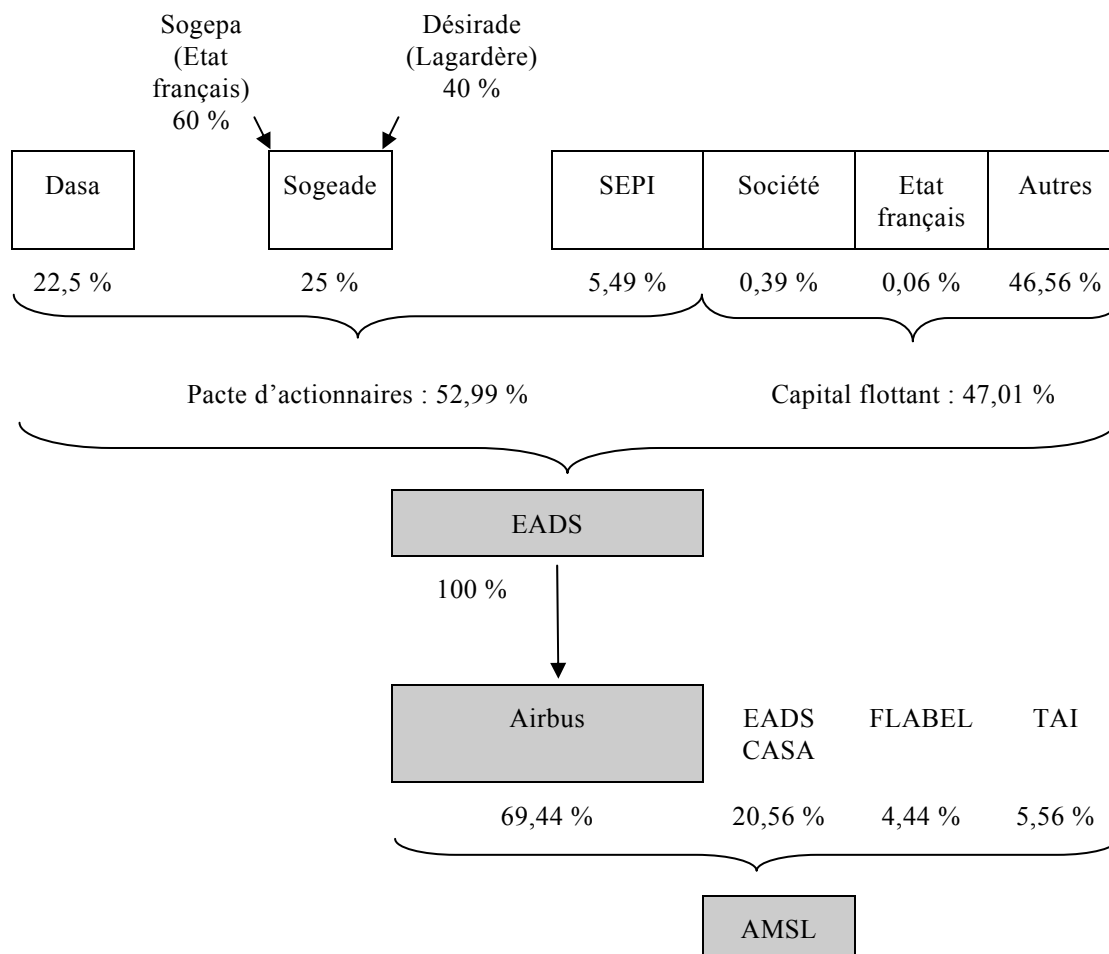 Sogepa
(Etat
français)
60 %
Désirade
(Lagardère)
40 %
Dasa
Sogeade
SEPI
Société
Etat
français
Autres
22,5 %
25 %
5,49 %
0,39 %
0,06 %
46,56 %
Pacte d’actionnaires : 52,99 %
Capital flottant : 47,01 %
EADS
100 %
Airbus
EADS
CASA
FLABEL
TAI
69,44 %
20,56 %
4,44 %
5,56 %
AMSL